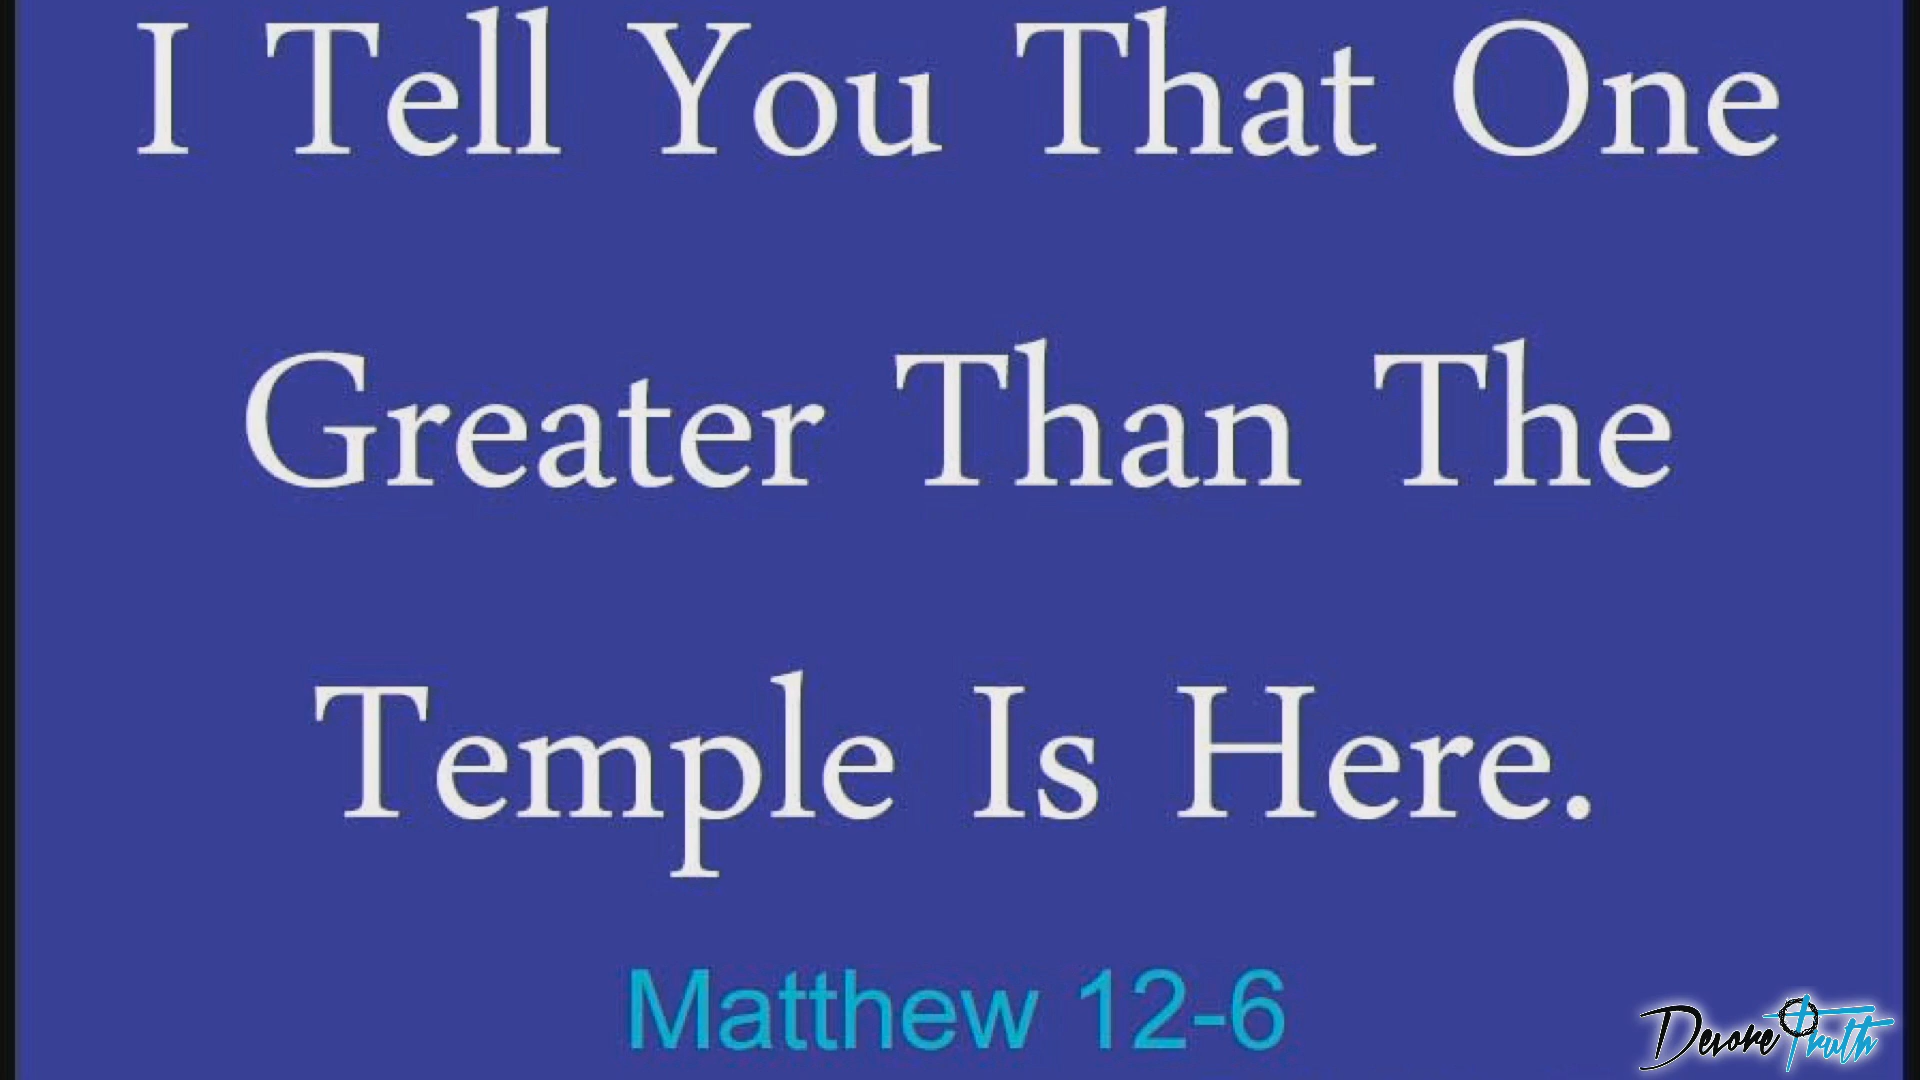 I Tell You That One
Greater Than The
Temple Is Here.
Matthew 12-6
Devore Truth